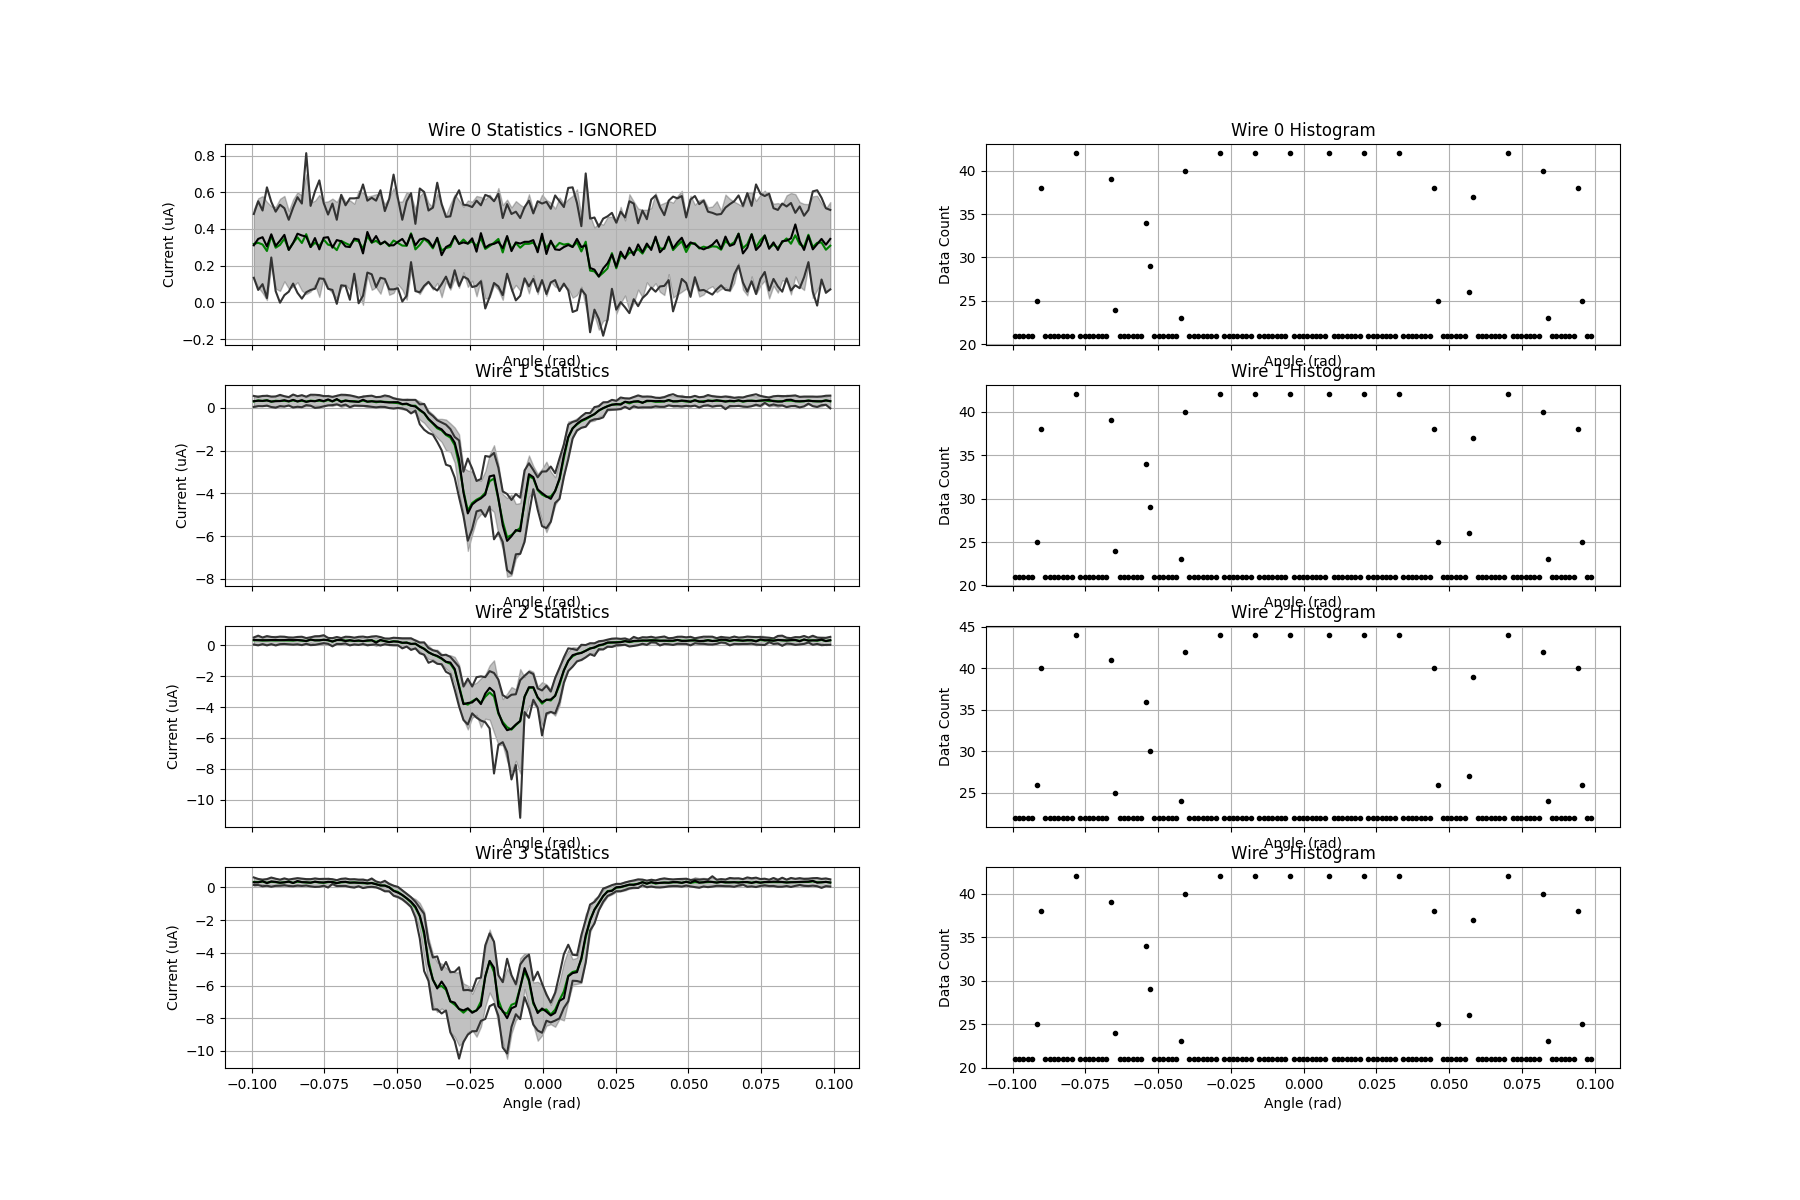 Wire 0 Statistics - IGNORED
Current (uA)
0.8
0.6
0.4
0.2
0.0
−0.2
Angle (rad)
Wire 0 Histogram
Data Count
40
35
30
25
20
Angle (rad)
Wire 1 Statistics
Current (uA)
0
−2
−4
−6
−8
Angle (rad)
Wire 1 Histogram
Data Count
40
35
30
25
20
Angle (rad)
Wire 2 Statistics
Current (uA)
0
−2
−4
−6
−8
−10
Angle (rad)
Wire 2 Histogram
Data Count
45
40
35
30
25
Angle (rad)
Wire 3 Statistics
Current (uA)
0
−2
−4
−6
−8
−10
−0.100 −0.075 −0.050 −0.025 0.000 0.025 0.050 0.075 0.100
Angle (rad)
Wire 3 Histogram
Data Count
40
35
30
25
20
−0.100 −0.075 −0.050 −0.025 0.000 0.025 0.050 0.075 0.100
Angle (rad)